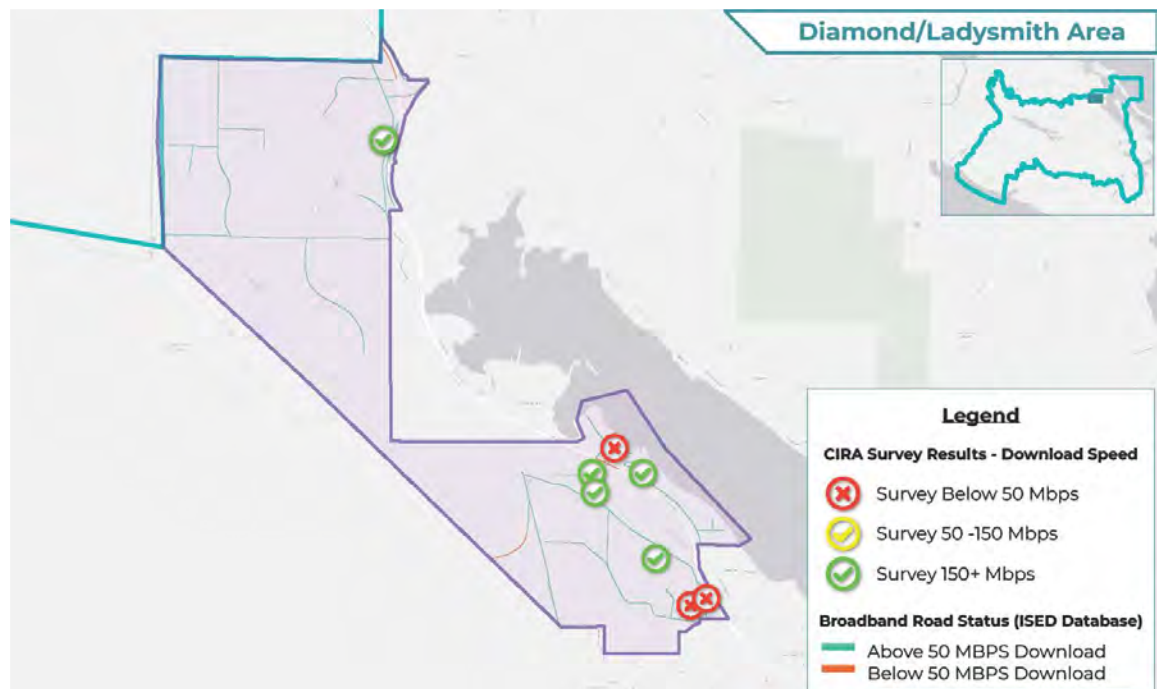 Diamond/Ladysmith Area
Legend
CIRA Survey Results - Download Speed
Survey Below 50 Mbps
Survey 50 -150 Mbps
Survey 150+ Mbps
Broadband Road Status (ISED Database)
Above 50 MBPS Download
Below 50 MBPS Download